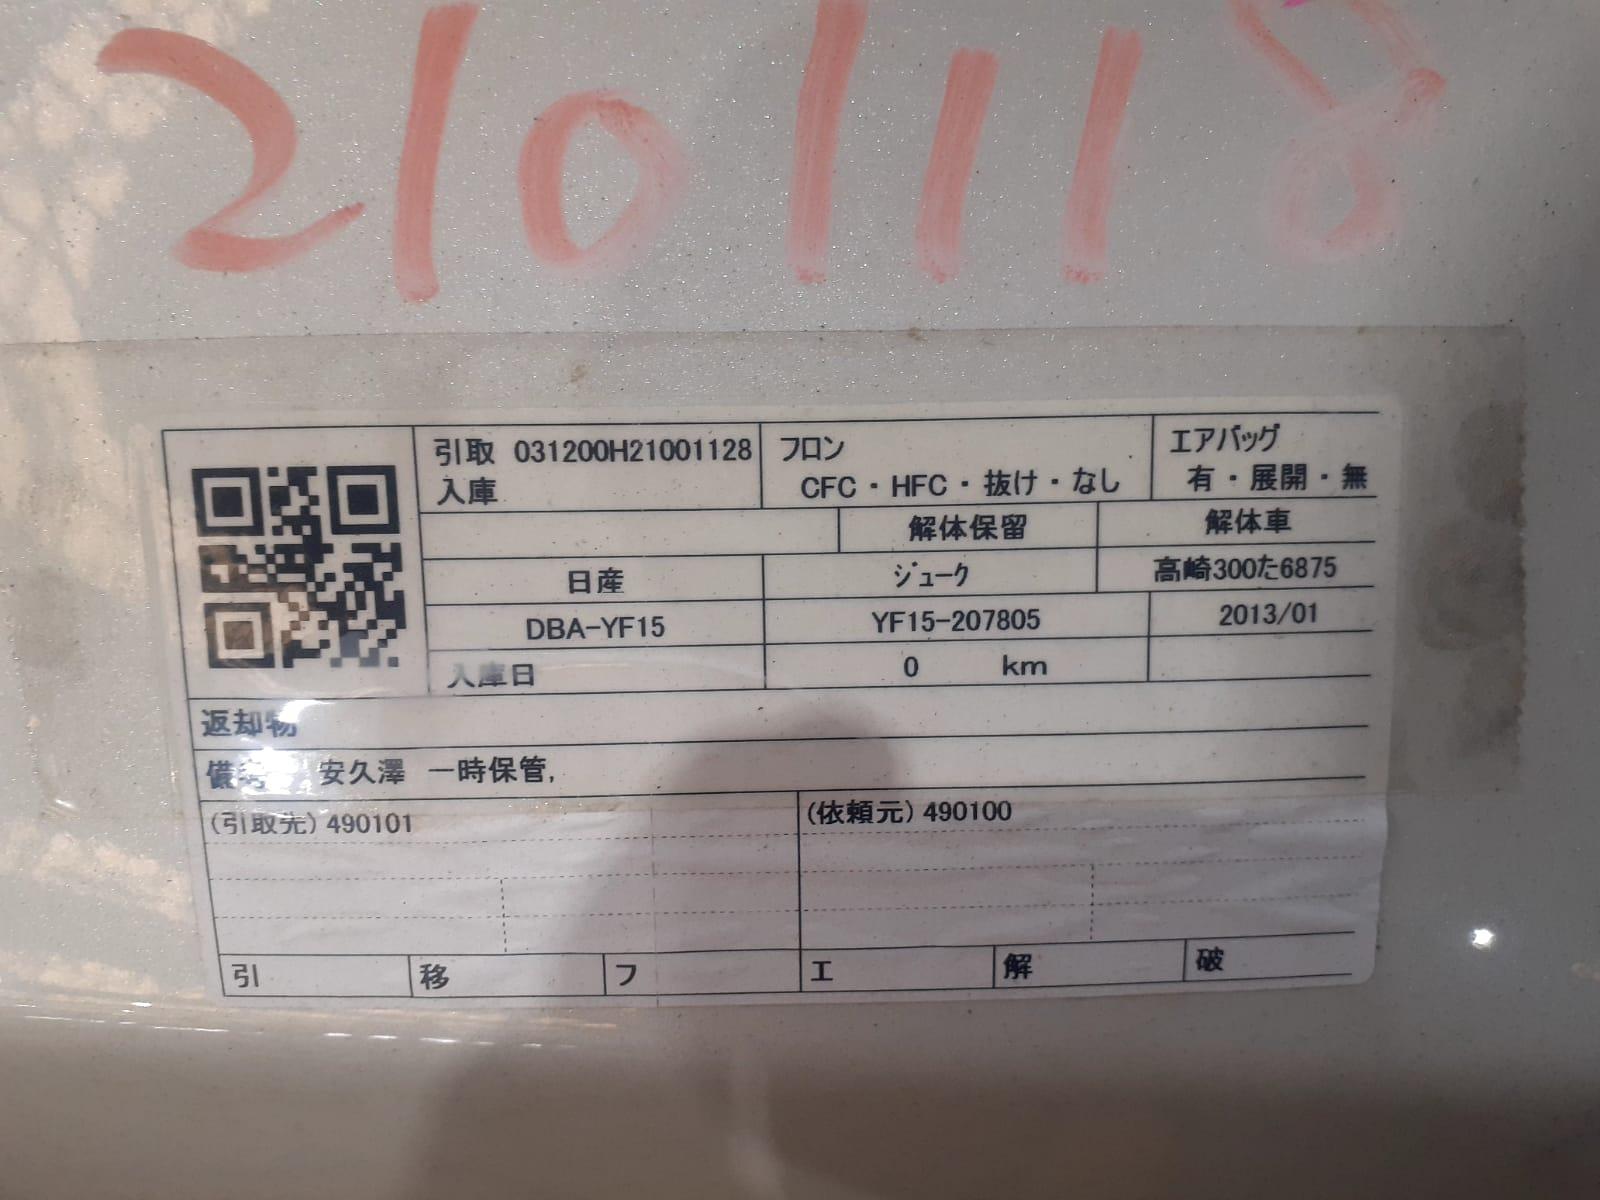 2101118
引取 031200H21001128
入庫
フロン
CFC・HFC・抜け・なし
エアバッグ
有・展開・無
解体保留
解体車
日産
ジューク
高崎300た6875
DBA-YF15
YF15-207805
2013/01
入庫日
0 km
返却物
備考 安久澤 一時保管,
(引取先) 490101
(依頼元) 490100
引
移
フ
エ
解
破